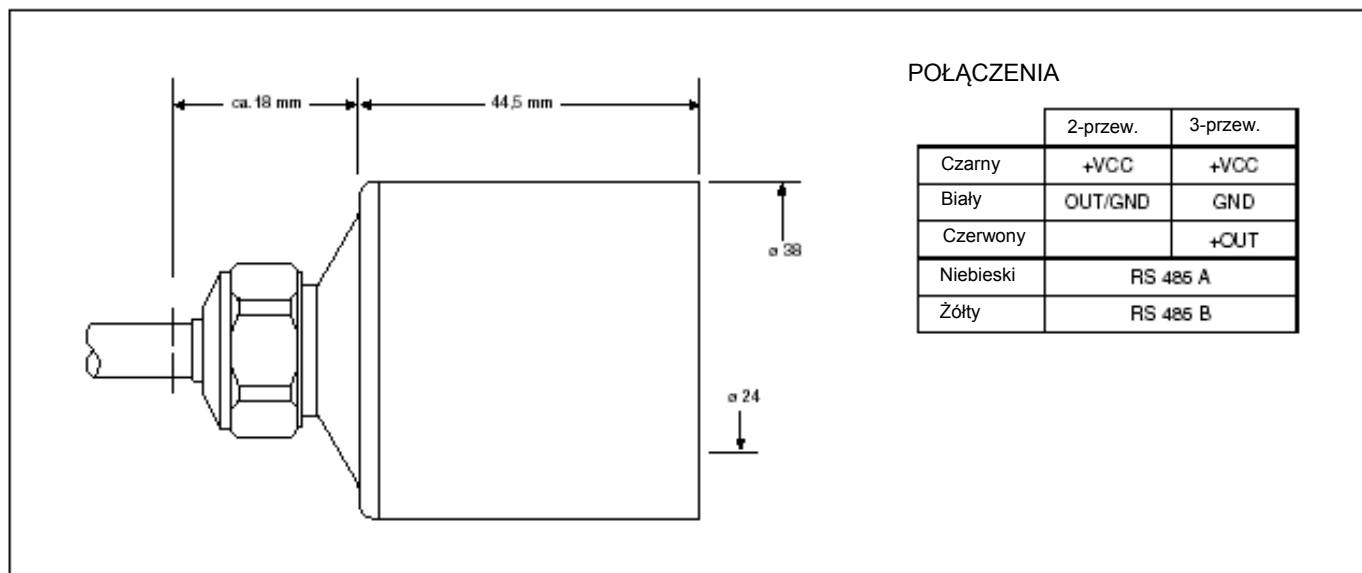 ca. 18 mm
44,5 mm
ø 38
ø 24
POŁĄCZENIA
2-przew. 3-przew.
Czarny +VCC +VCC
Biały OUT/GND GND
Czerwony +OUT
Niebieski RS 485 A
Żółty RS 485 B